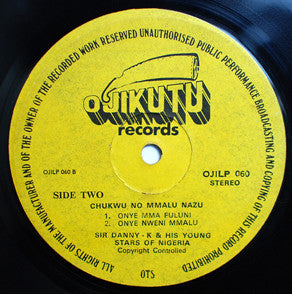 ALL RIGHTS OF THE MANUFACTURER AND OF THE OWNER OF THE RECORDED WORK RESERVED UNAUTHORISED PUBLIC PERFORMANCE BROADCASTING AND COPYING OF THIS RECORD PROHIBITED
OJIKUTU
records
OJILP 060 B
OJILP 060
STEREO
SIDE TWO
CHUKWU NO MMALU NAZU
1. ONYE MMA FULUNI
2. ONYE NWENI MMALU
SIR DANNY-K & HIS YOUNG
STARS OF NIGERIA
Copyright Controlled